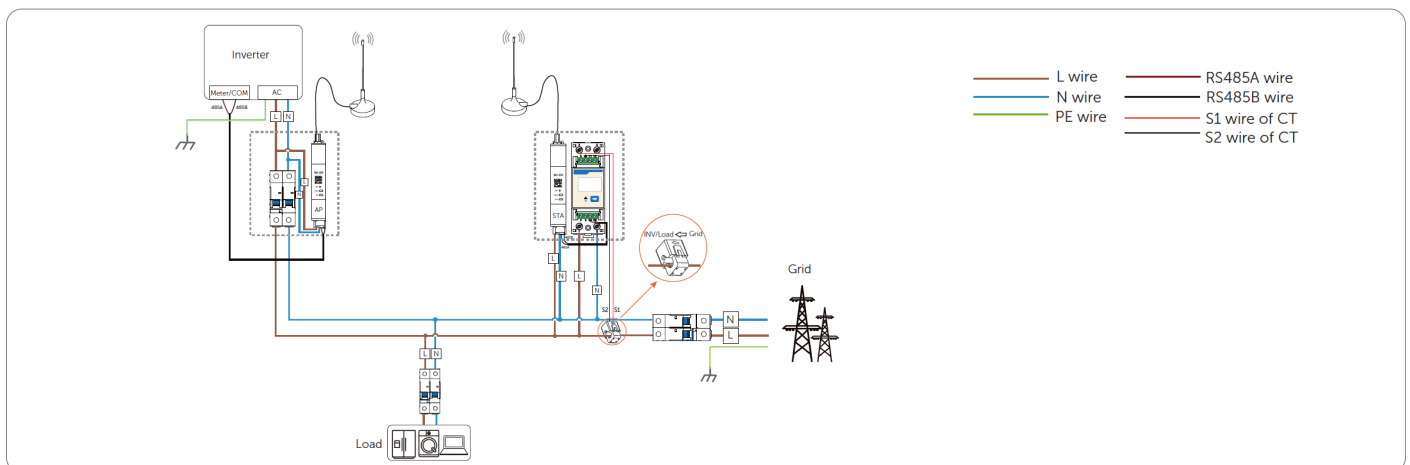 Inverter
Meter/COM
AC
485A
485B
L
N
L
N
AP
STA
L
N
L
N
S2
S1
INV/Load
Grid
Grid
N
L
L
N
Load
L wire
N wire
PE wire
RS485A wire
RS485B wire
S1 wire of CT
S2 wire of CT